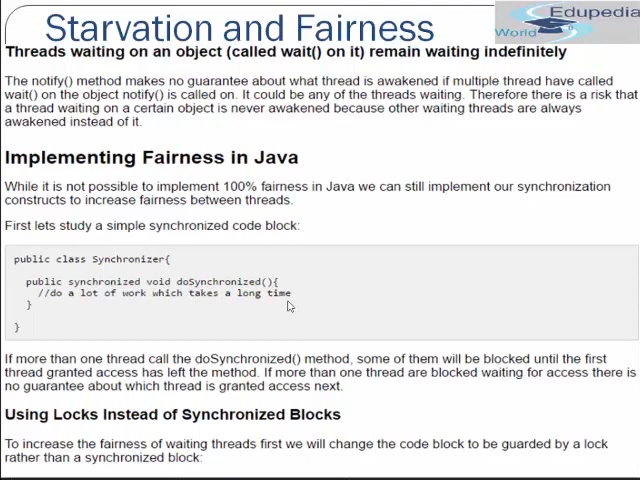 Starvation and Fairness
Edupedia
World
Threads waiting on an object (called wait() on it) remain waiting indefinitely
The notify() method makes no guarantee about what thread is awakened if multiple thread have called
wait() on the object notify() is called on. It could be any of the threads waiting. Therefore there is a risk that
a thread waiting on a certain object is never awakened because other waiting threads are always
awakened instead of it.
Implementing Fairness in Java
While it is not possible to implement 100% fairness in Java we can still implement our synchronization
constructs to increase fairness between threads.
First lets study a simple synchronized code block:
public class Synchronizer{
public synchronized void doSynchronized(){
//do a lot of work which takes a long time
}
}
If more than one thread call the doSynchronized() method, some of them will be blocked until the first
thread granted access has left the method. If more than one thread are blocked waiting for access there is
no guarantee about which thread is granted access next.
Using Locks Instead of Synchronized Blocks
To increase the fairness of waiting threads first we will change the code block to be guarded by a lock
rather than a synchronized block: